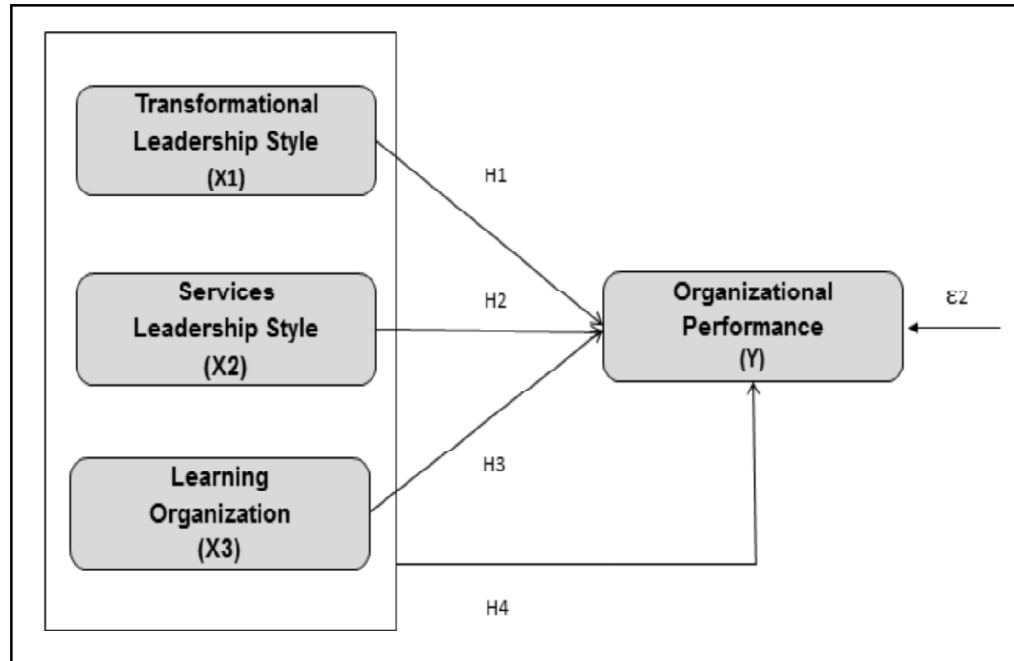 Transformational
Leadership Style
(X1)
H1
Services
Leadership Style
(X2)
H2
Organizational
Performance
(Y)
ε2
Learning
Organization
(X3)
H3
H4